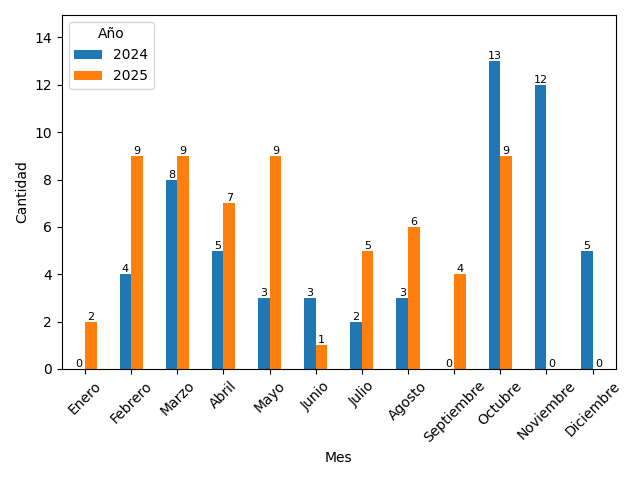 Año
2024
2025
Cantidad
14
12
10
8
6
4
2
0
0 2
4 9
8 9
5 7
3 9
3 1
2 5
3 6
0 4
13 9
12 0
5 0
Enero
Febrero
Marzo
Abril
Mayo
Junio
Julio
Agosto
Septiembre
Octubre
Noviembre
Diciembre
Mes